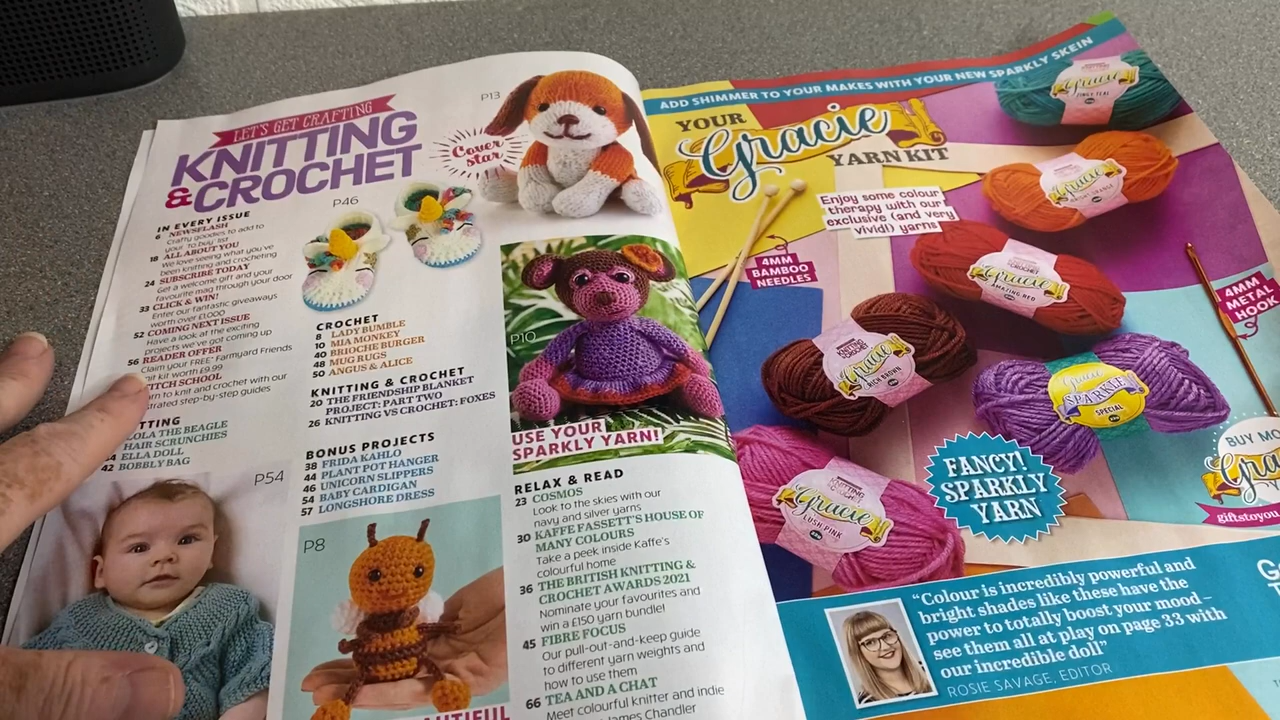 LET'S GET CRAFTING
KNITTING
& CROCHET
P13
Cover
star
P46
IN EVERY ISSUE
6 NEWSFLASH
Crafty goodies to add to
your 'to buy' list
18 ALL ABOUT YOU
We love seeing what you've
been knitting and crocheting
24 SUBSCRIBE TODAY
Get a welcome gift and your
favourite mag through your door
33 CLICK & WIN!
Enter our fantastic giveaways
worth over £1,000
52 COMING NEXT ISSUE
Have a look at the exciting
projects we've got coming up
56 READER OFFER
Claim your FREE* Farmyard Friends
kit worth £9.99
STITCH SCHOOL
to knit and crochet with our
step-by-step guides
LOLA THE BEAGLE
HAIR SCRUNCHIES
ELLA DOLL
42 BOBBLY BAG
P54
CROCHET
8 LADY BUMBLE
10 MIA MONKEY
40 BRIOCHE BURGER
48 MUG RUGS
50 ANGUS & ALICE
KNITTING & CROCHET
20 THE FRIENDSHIP BLANKET
PROJECT: PART TWO
26 KNITTING VS CROCHET: FOXES
BONUS PROJECTS
38 FRIDA KAHLO
44 PLANT POT HANGER
46 UNICORN SLIPPERS
54 BABY CARDIGAN
57 LONGSHORE DRESS
P8
P10
USE YOUR
SPARKLY YARN!
RELAX & READ
23 COSMOS
Look to the skies with our
navy and silver yarns
30 KAFFE FASSETT'S HOUSE OF
MANY COLOURS
Take a peek inside Kaffe's
colourful home
36 THE BRITISH KNITTING &
CROCHET AWARDS 2021
Nominate your favourites and
win a £150 yarn bundle!
45 FIBRE FOCUS
Our pull-out-and-keep guide
to different yarn weights and
how to use them
66 TEA AND A CHAT
Meet colourful knitter and indie
James Chandler
ADD SHIMMER TO YOUR MAKES WITH YOUR NEW SPARKLY SKEIN
YOUR
Gracie
YARN KIT
Enjoy some colour
therapy with our
exclusive (and very
vivid!) yarns
4MM
BAMBOO
NEEDLES
Gracie
ZINGY TEAL
Gracie
Gracie
AMAZING RED
Gracie
RICH BROWN
Gracie
SPARKLE
SPECIAL
Gracie
LUSH PINK
4MM
METAL
HOOK
FANCY!
SPARKLY
YARN
BUY MO
Gra
giftstoyou.
"Colour is incredibly powerful and
bright shades like these have the
power to totally boost your mood –
see them all at play on page 33 with
our incredible doll"
ROSIE SAVAGE, EDITOR